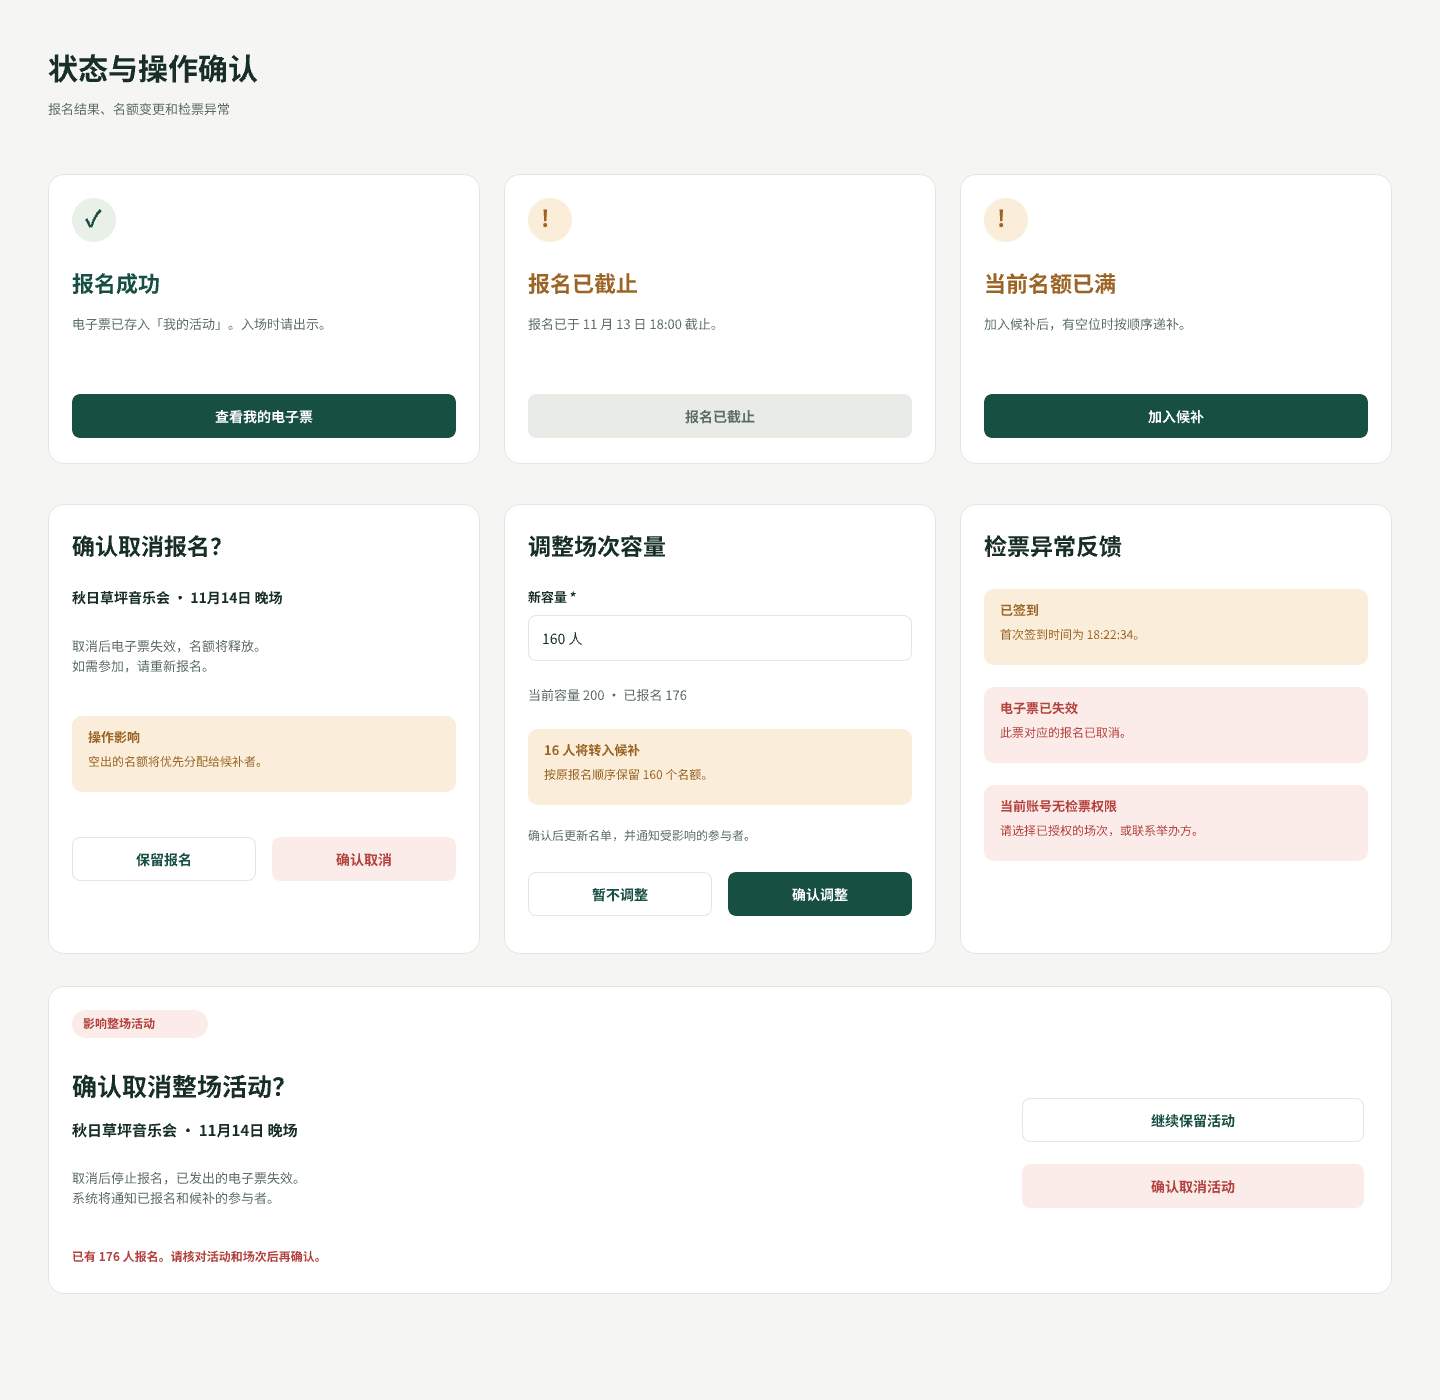 状态与操作确认
报名结果、名额变更和检票异常
✓
报名成功
电子票已存入「我的活动」。入场时请出示。
查看我的电子票
!
报名已截止
报名已于 11 月 13 日 18:00 截止。
报名已截止
!
当前名额已满
加入候补后，有空位时按顺序递补。
加入候补
确认取消报名？
秋日草坪音乐会 · 11月14日 晚场
取消后电子票失效，名额将释放。
如需参加，请重新报名。
操作影响
空出的名额将优先分配给候补者。
保留报名
确认取消
调整场次容量
新容量 *
160 人
当前容量 200 · 已报名 176
16 人将转入候补
按原报名顺序保留 160 个名额。
确认后更新名单，并通知受影响的参与者。
暂不调整
确认调整
检票异常反馈
已签到
首次签到时间为 18:22:34。
电子票已失效
此票对应的报名已取消。
当前账号无检票权限
请选择已授权的场次，或联系举办方。
影响整场活动
确认取消整场活动？
秋日草坪音乐会 · 11月14日 晚场
取消后停止报名，已发出的电子票失效。
系统将通知已报名和候补的参与者。
已有 176 人报名。请核对活动和场次后再确认。
继续保留活动
确认取消活动